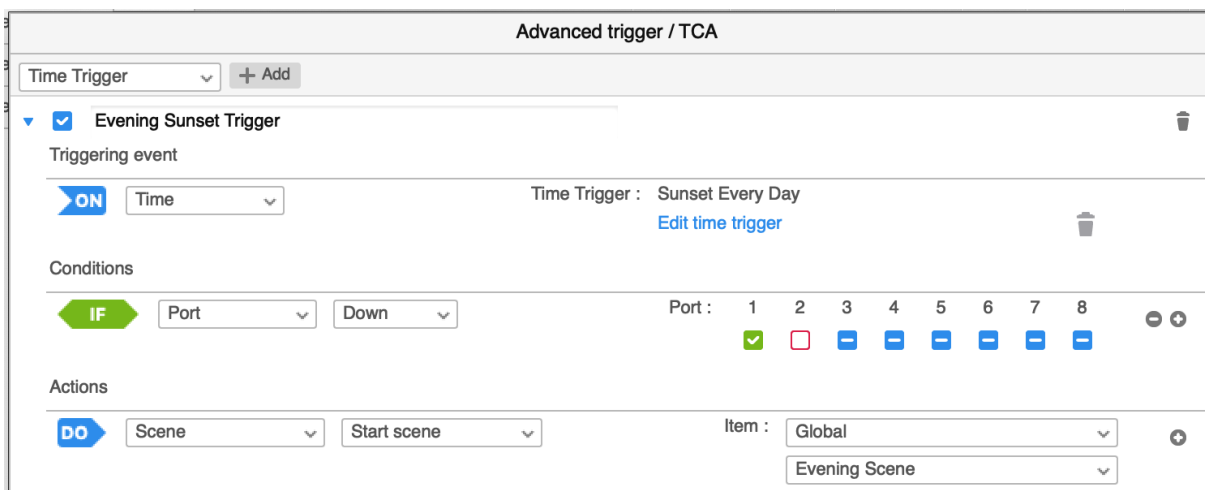 Advanced trigger / TCA
Time Trigger
+ Add
Evening Sunset Trigger
Triggering event
ON Time Time Trigger : Sunset Every Day
Edit time trigger
Conditions
IF Port Down Port : 1 2 3 4 5 6 7 8
Actions
DO Scene Start scene Item : Global
Evening Scene